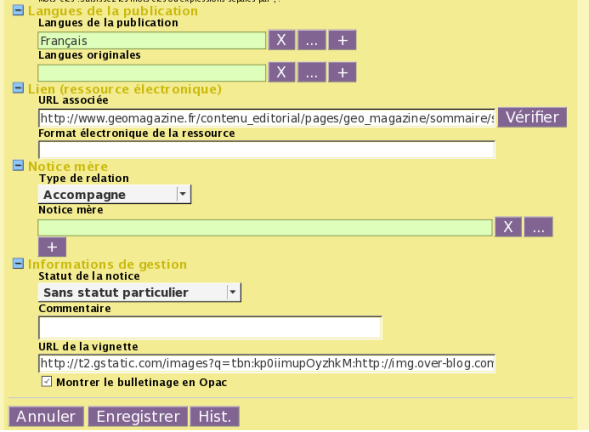 Langues de la publication
Langues de la publication
Français
X ... +
Langues originales
X ... +
Lien (ressource électronique)
URL associée
http://www.geomagazine.fr/contenu_editorial/pages/geo_magazine/sommaire/s Vérifier
Format électronique de la ressource
Notice mère
Type de relation
Accompagne
Notice mère
X ...
+
Informations de gestion
Statut de la notice
Sans statut particulier
Commentaire
URL de la vignette
http://t2.gstatic.com/images?q=tbn:kp0iimupOyzhkM:http://img.over-blog.com
Montrer le bulletinage en Opac
Annuler Enregistrer Hist.